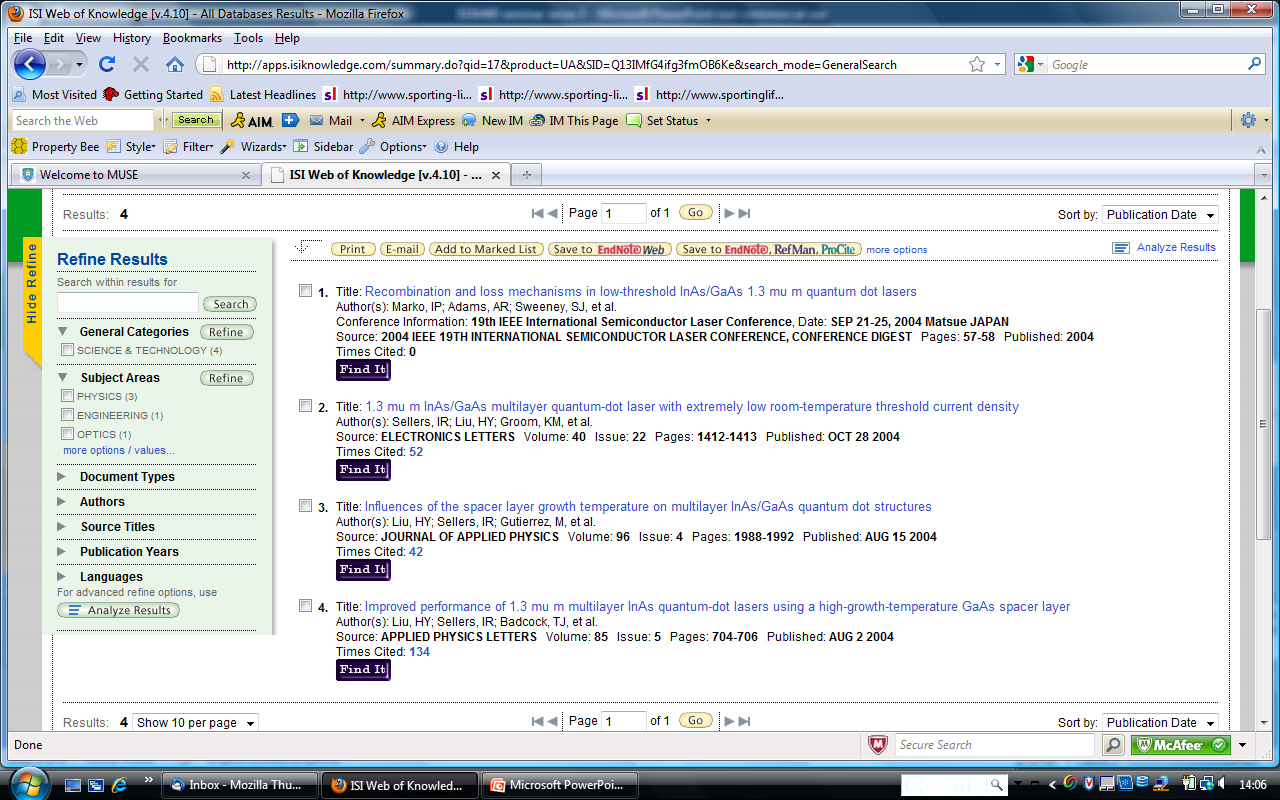 ISI Web of Knowledge [v.4.10] - All Databases Results - Mozilla Firefox
File Edit View History Bookmarks Tools Help
http://apps.isiknowledge.com/summary.do?qid=17&product=UA&SID=Q13IMfG4ifg3fmOB6Ke&search_mode=GeneralSearch Google
Most Visited Getting Started Latest Headlines sl http://www.sporting-li... sl http://www.sporting-li... sl http://www.sportinglif...
Search the Web Search AIM Mail AIM Express New IM IM This Page Set Status
Property Bee Style Filter Wizards Sidebar Options Help
Welcome to MUSE ISI Web of Knowledge [v.4.10] - ...
Results: 4 Page 1 of 1 Go Sort by: Publication Date
Hide Refine
Refine Results
Search within results for
Search
General Categories Refine
SCIENCE & TECHNOLOGY (4)
Subject Areas Refine
PHYSICS (3)
ENGINEERING (1)
OPTICS (1)
more options / values...
Document Types
Authors
Source Titles
Publication Years
Languages
For advanced refine options, use
Analyze Results
Print E-mail Add to Marked List Save to EndNote Web Save to EndNote, RefMan, ProCite more options Analyze Results
1. Title: Recombination and loss mechanisms in low-threshold InAs/GaAs 1.3 mu m quantum dot lasers
Author(s): Marko, IP; Adams, AR; Sweeney, SJ, et al.
Conference Information: 19th IEEE International Semiconductor Laser Conference, Date: SEP 21-25, 2004 Matsue JAPAN
Source: 2004 IEEE 19TH INTERNATIONAL SEMICONDUCTOR LASER CONFERENCE, CONFERENCE DIGEST Pages: 57-58 Published: 2004
Times Cited: 0
Find It
2. Title: 1.3 mu m InAs/GaAs multilayer quantum-dot laser with extremely low room-temperature threshold current density
Author(s): Sellers, IR; Liu, HY; Groom, KM, et al.
Source: ELECTRONICS LETTERS Volume: 40 Issue: 22 Pages: 1412-1413 Published: OCT 28 2004
Times Cited: 52
Find It
3. Title: Influences of the spacer layer growth temperature on multilayer InAs/GaAs quantum dot structures
Author(s): Liu, HY; Sellers, IR; Gutierrez, M, et al.
Source: JOURNAL OF APPLIED PHYSICS Volume: 96 Issue: 4 Pages: 1988-1992 Published: AUG 15 2004
Times Cited: 42
Find It
4. Title: Improved performance of 1.3 mu m multilayer InAs quantum-dot lasers using a high-growth-temperature GaAs spacer layer
Author(s): Liu, HY; Sellers, IR; Badcock, TJ, et al.
Source: APPLIED PHYSICS LETTERS Volume: 85 Issue: 5 Pages: 704-706 Published: AUG 2 2004
Times Cited: 134
Find It
Results: 4 Show 10 per page Page 1 of 1 Go Sort by: Publication Date
Done Secure Search McAfee
Inbox - Mozilla Thu... ISI Web of Knowled... Microsoft PowerPoi... 14:06